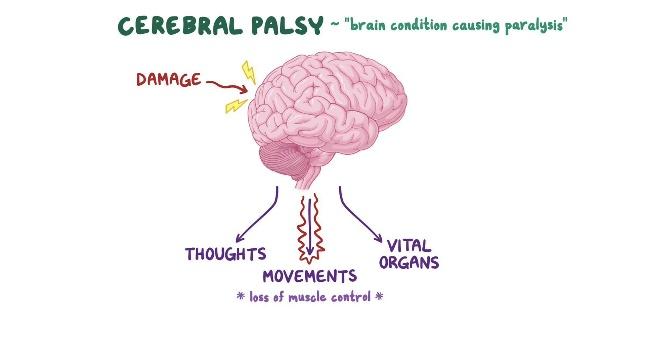 CEREBRAL PALSY ~ "brain condition causing paralysis"
DAMAGE
THOUGHTS
VITAL
ORGANS
MOVEMENTS
* loss of muscle control *